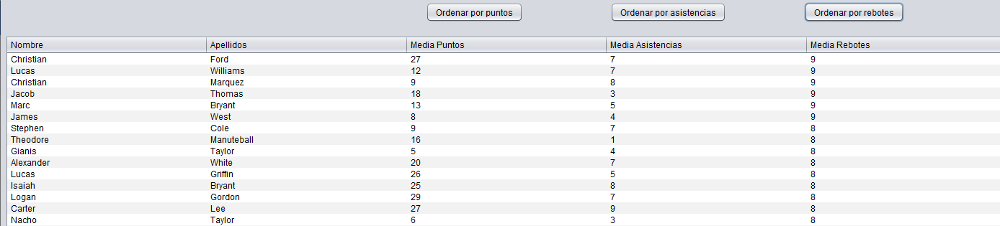 Ordenar por puntos Ordenar por asistencias Ordenar por rebotes
Nombre Apellidos Media Puntos Media Asistencias Media Rebotes
Christian Ford 27 7 9
Lucas Williams 12 7 9
Christian Marquez 9 8 9
Jacob Thomas 18 3 9
Marc Bryant 13 5 9
James West 8 4 9
Stephen Cole 9 7 8
Theodore Manuteball 16 1 8
Gianis Taylor 5 4 8
Alexander White 20 7 8
Lucas Griffin 26 5 8
Isaiah Bryant 25 8 8
Logan Gordon 29 7 8
Carter Lee 27 9 8
Nacho Taylor 6 3 8